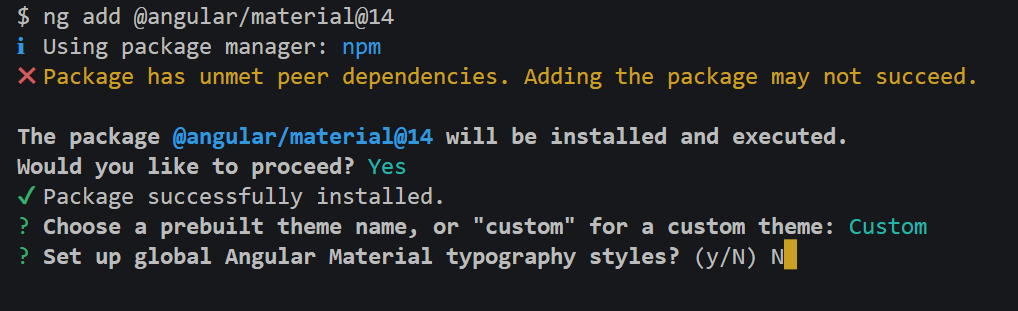 $ ng add @angular/material@14
ℹ Using package manager: npm
✖ Package has unmet peer dependencies. Adding the package may not succeed.
The package @angular/material@14 will be installed and executed.
Would you like to proceed? Yes
✔ Package successfully installed.
? Choose a prebuilt theme name, or "custom" for a custom theme: Custom
? Set up global Angular Material typography styles? (y/N) N